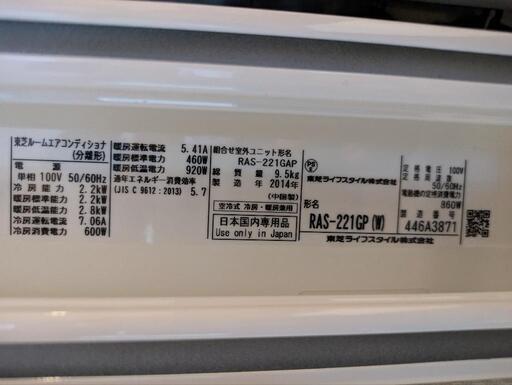 東芝ルームエアコンディショナ
(分離形)
電源
単相 100V 50/60Hz
冷房能力 2.2kW
暖房標準能力 2.2kW
暖房低温能力 2.8kW
冷房運転電流 7.06A
冷房消費電力 600W
暖房運転電流 5.41A
暖房標準電力 460W
暖房低温電力 920W
通年エネルギー消費効率
(JIS C 9612:2013) 5.7
組合せ室外ユニット形名
RAS-221GAP
総質量 9.5kg
製造年 2014年
(中国製)
空冷式 冷房・暖房兼用
日本国内専用品
Use only in Japan
PSE
東芝ライフスタイル株式会社
形名
RAS-221GP(W)
定格電圧 100V
定格周波数
50/60Hz
電動機の定格消費電力
860W
製造番号
446A3871
東芝ライフスタイル株式会社